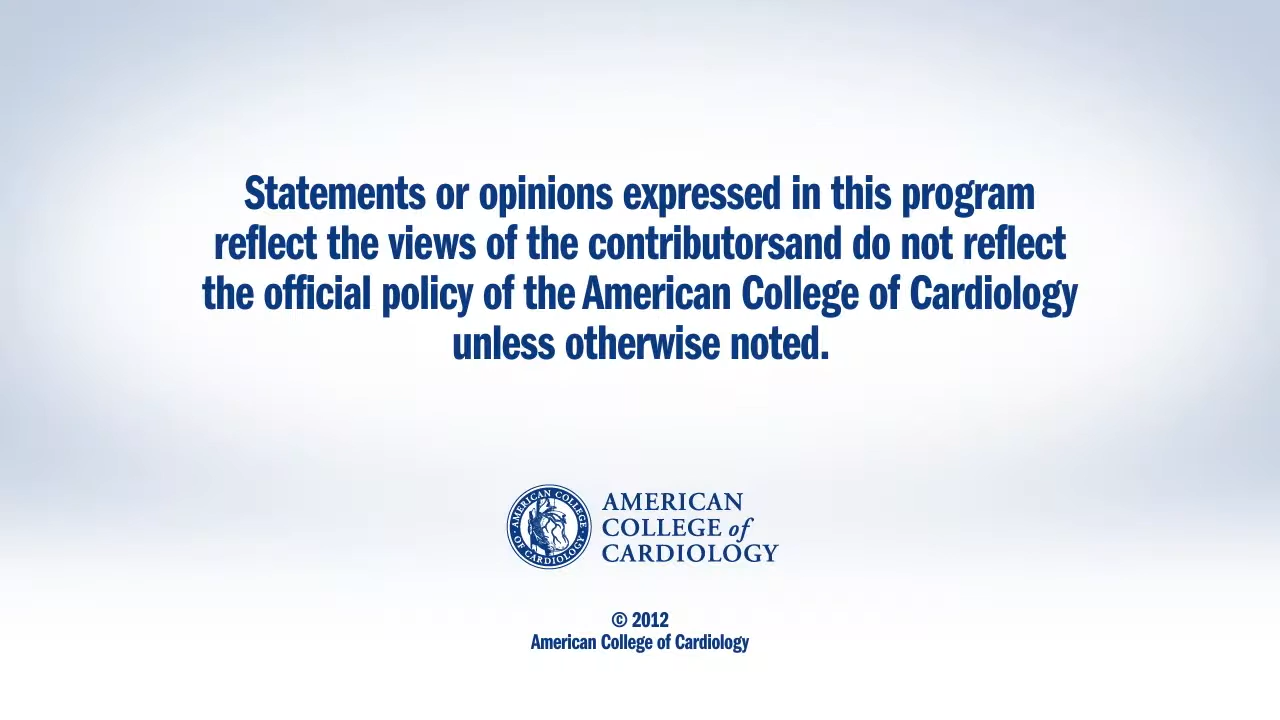 Statements or opinions expressed in this program
reflect the views of the contributorsand do not reflect
the official policy of the American College of Cardiology
unless otherwise noted.
AMERICAN COLLEGE
OF CARDIOLOGY
AMERICAN
COLLEGE of
CARDIOLOGY
© 2012
American College of Cardiology